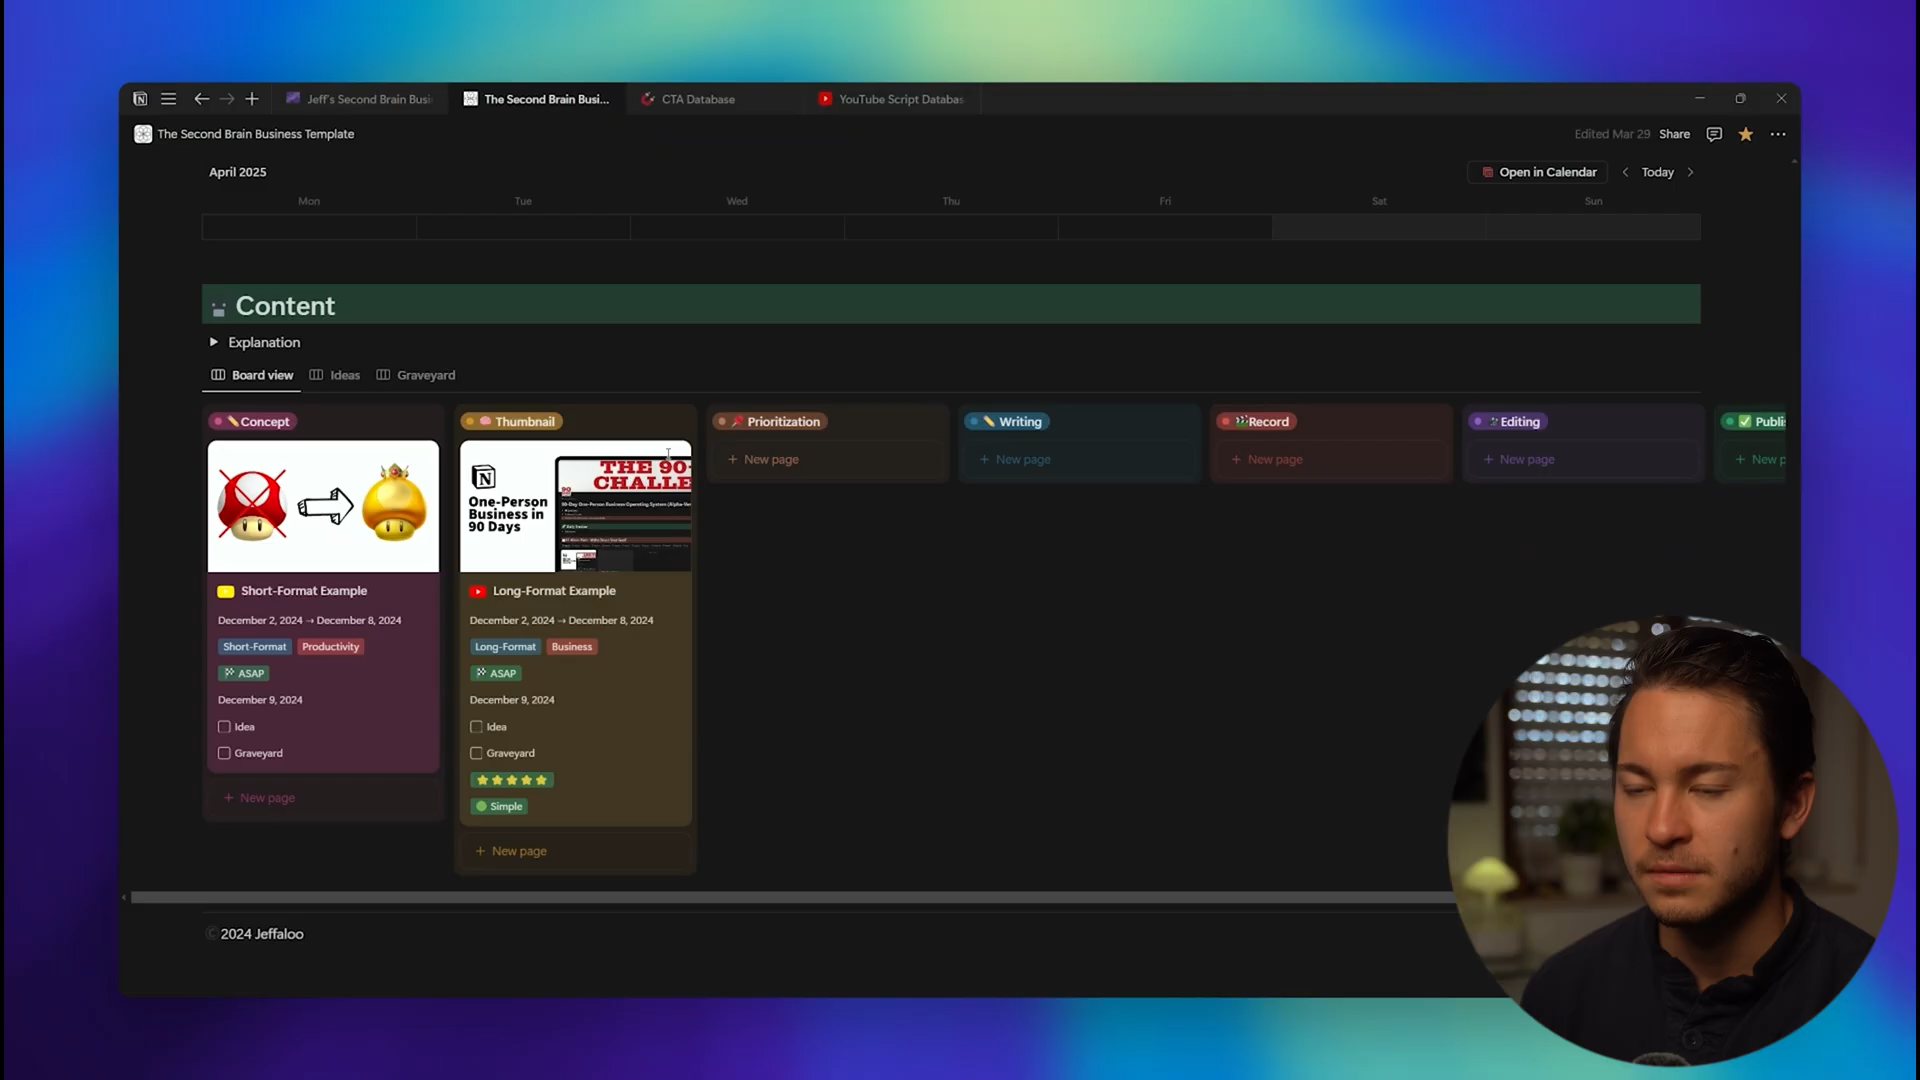 Jeff's Second Brain Busi
The Second Brain Busi...
CTA Database
YouTube Script Databas
The Second Brain Business Template
Edited Mar 29
Share
April 2025
Open in Calendar
Today
Mon
Tue
Wed
Thu
Fri
Sat
Sun
Content
Explanation
Board view
Ideas
Graveyard
Concept
Thumbnail
Prioritization
Writing
Record
Editing
Publi
+ New page
+ New page
+ New page
+ New page
+ New p
One-Person
Business in
90 Days
THE 90
CHALLE
Short-Format Example
December 2, 2024 → December 8, 2024
Short-Format
Productivity
ASAP
December 9, 2024
Idea
Graveyard
+ New page
Long-Format Example
December 2, 2024 → December 8, 2024
Long-Format
Business
ASAP
December 9, 2024
Idea
Graveyard
Simple
+ New page
©2024 Jeffaloo